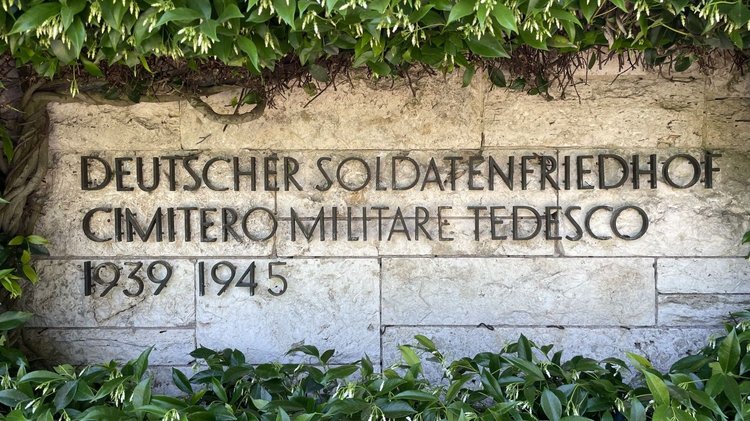 DEUTSCHER SOLDATENFRIEDHOF
CIMITERO MILITARE TEDESCO
1939 1945